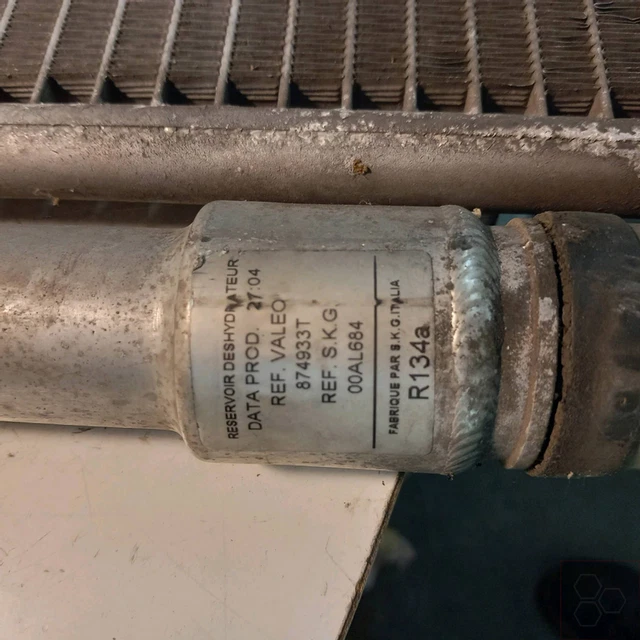 RESERVOIR DESHYDRATEUR
DATA PROD. 27:04
REF. VALEO
874933T
REF. S.K.G.
00AL684
FABRIQUE PAR S.K.G. ITALIA
R134a